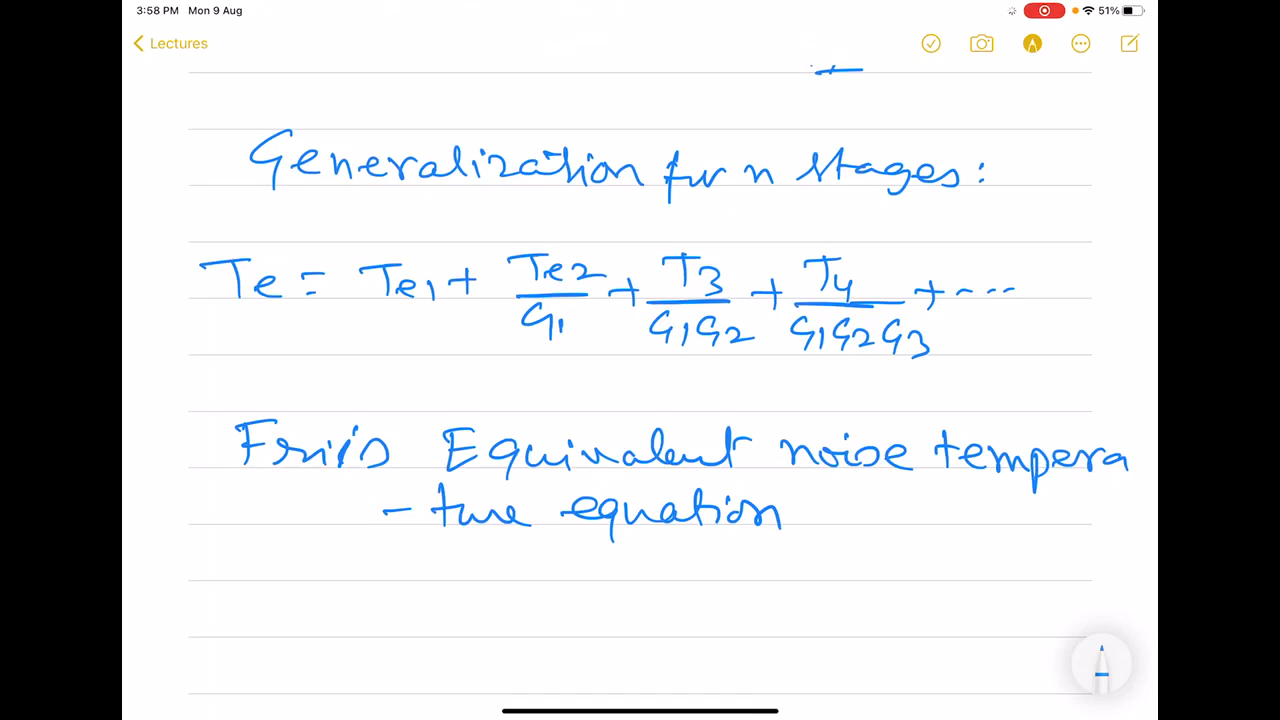 3:58 PM Mon 9 Aug 51%
Lectures
Generalization for n stages:
Te = Te1 + Te2/G1 + T3/G1G2 + T4/G1G2G3 + ---
Friis Equivalent noise tempera
- ture equation